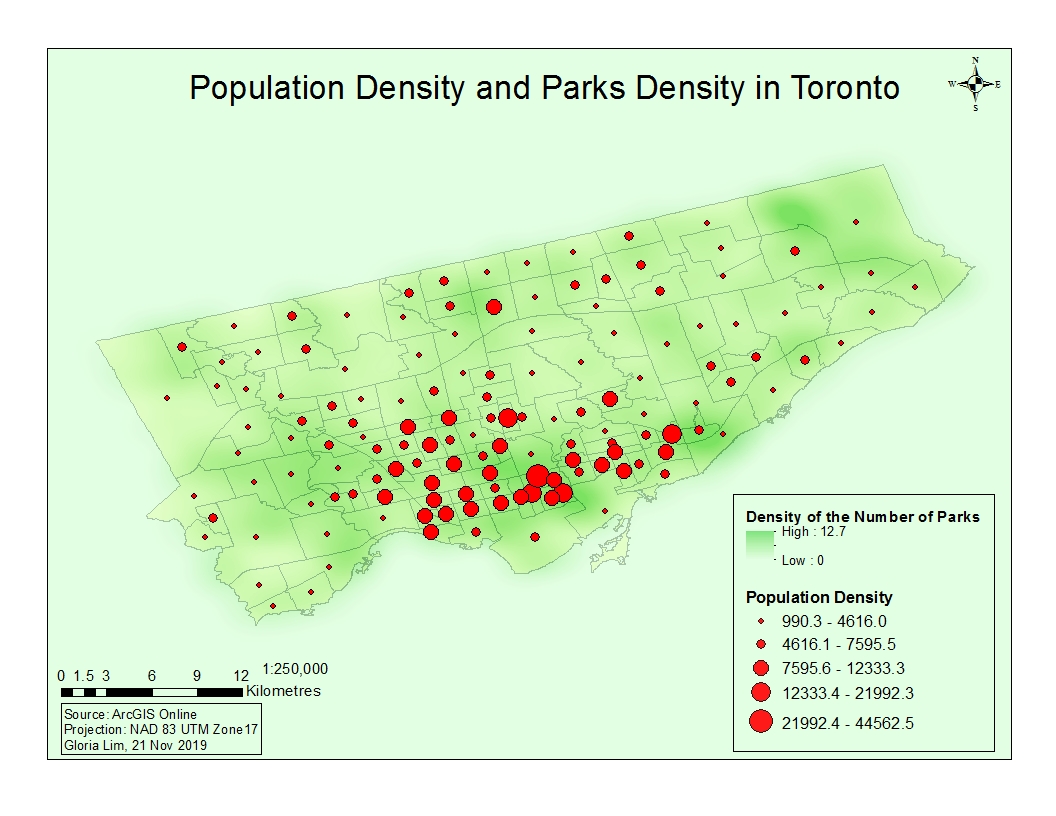 Population Density and Parks Density in Toronto
N
W E
S
Density of the Number of Parks
High : 12.7
Low : 0
Population Density
990.3 - 4616.0
4616.1 - 7595.5
7595.6 - 12333.3
12333.4 - 21992.3
21992.4 - 44562.5
0 1.5 3 6 9 12 Kilometres
1:250,000
Source: ArcGIS Online
Projection: NAD 83 UTM Zone17
Gloria Lim, 21 Nov 2019